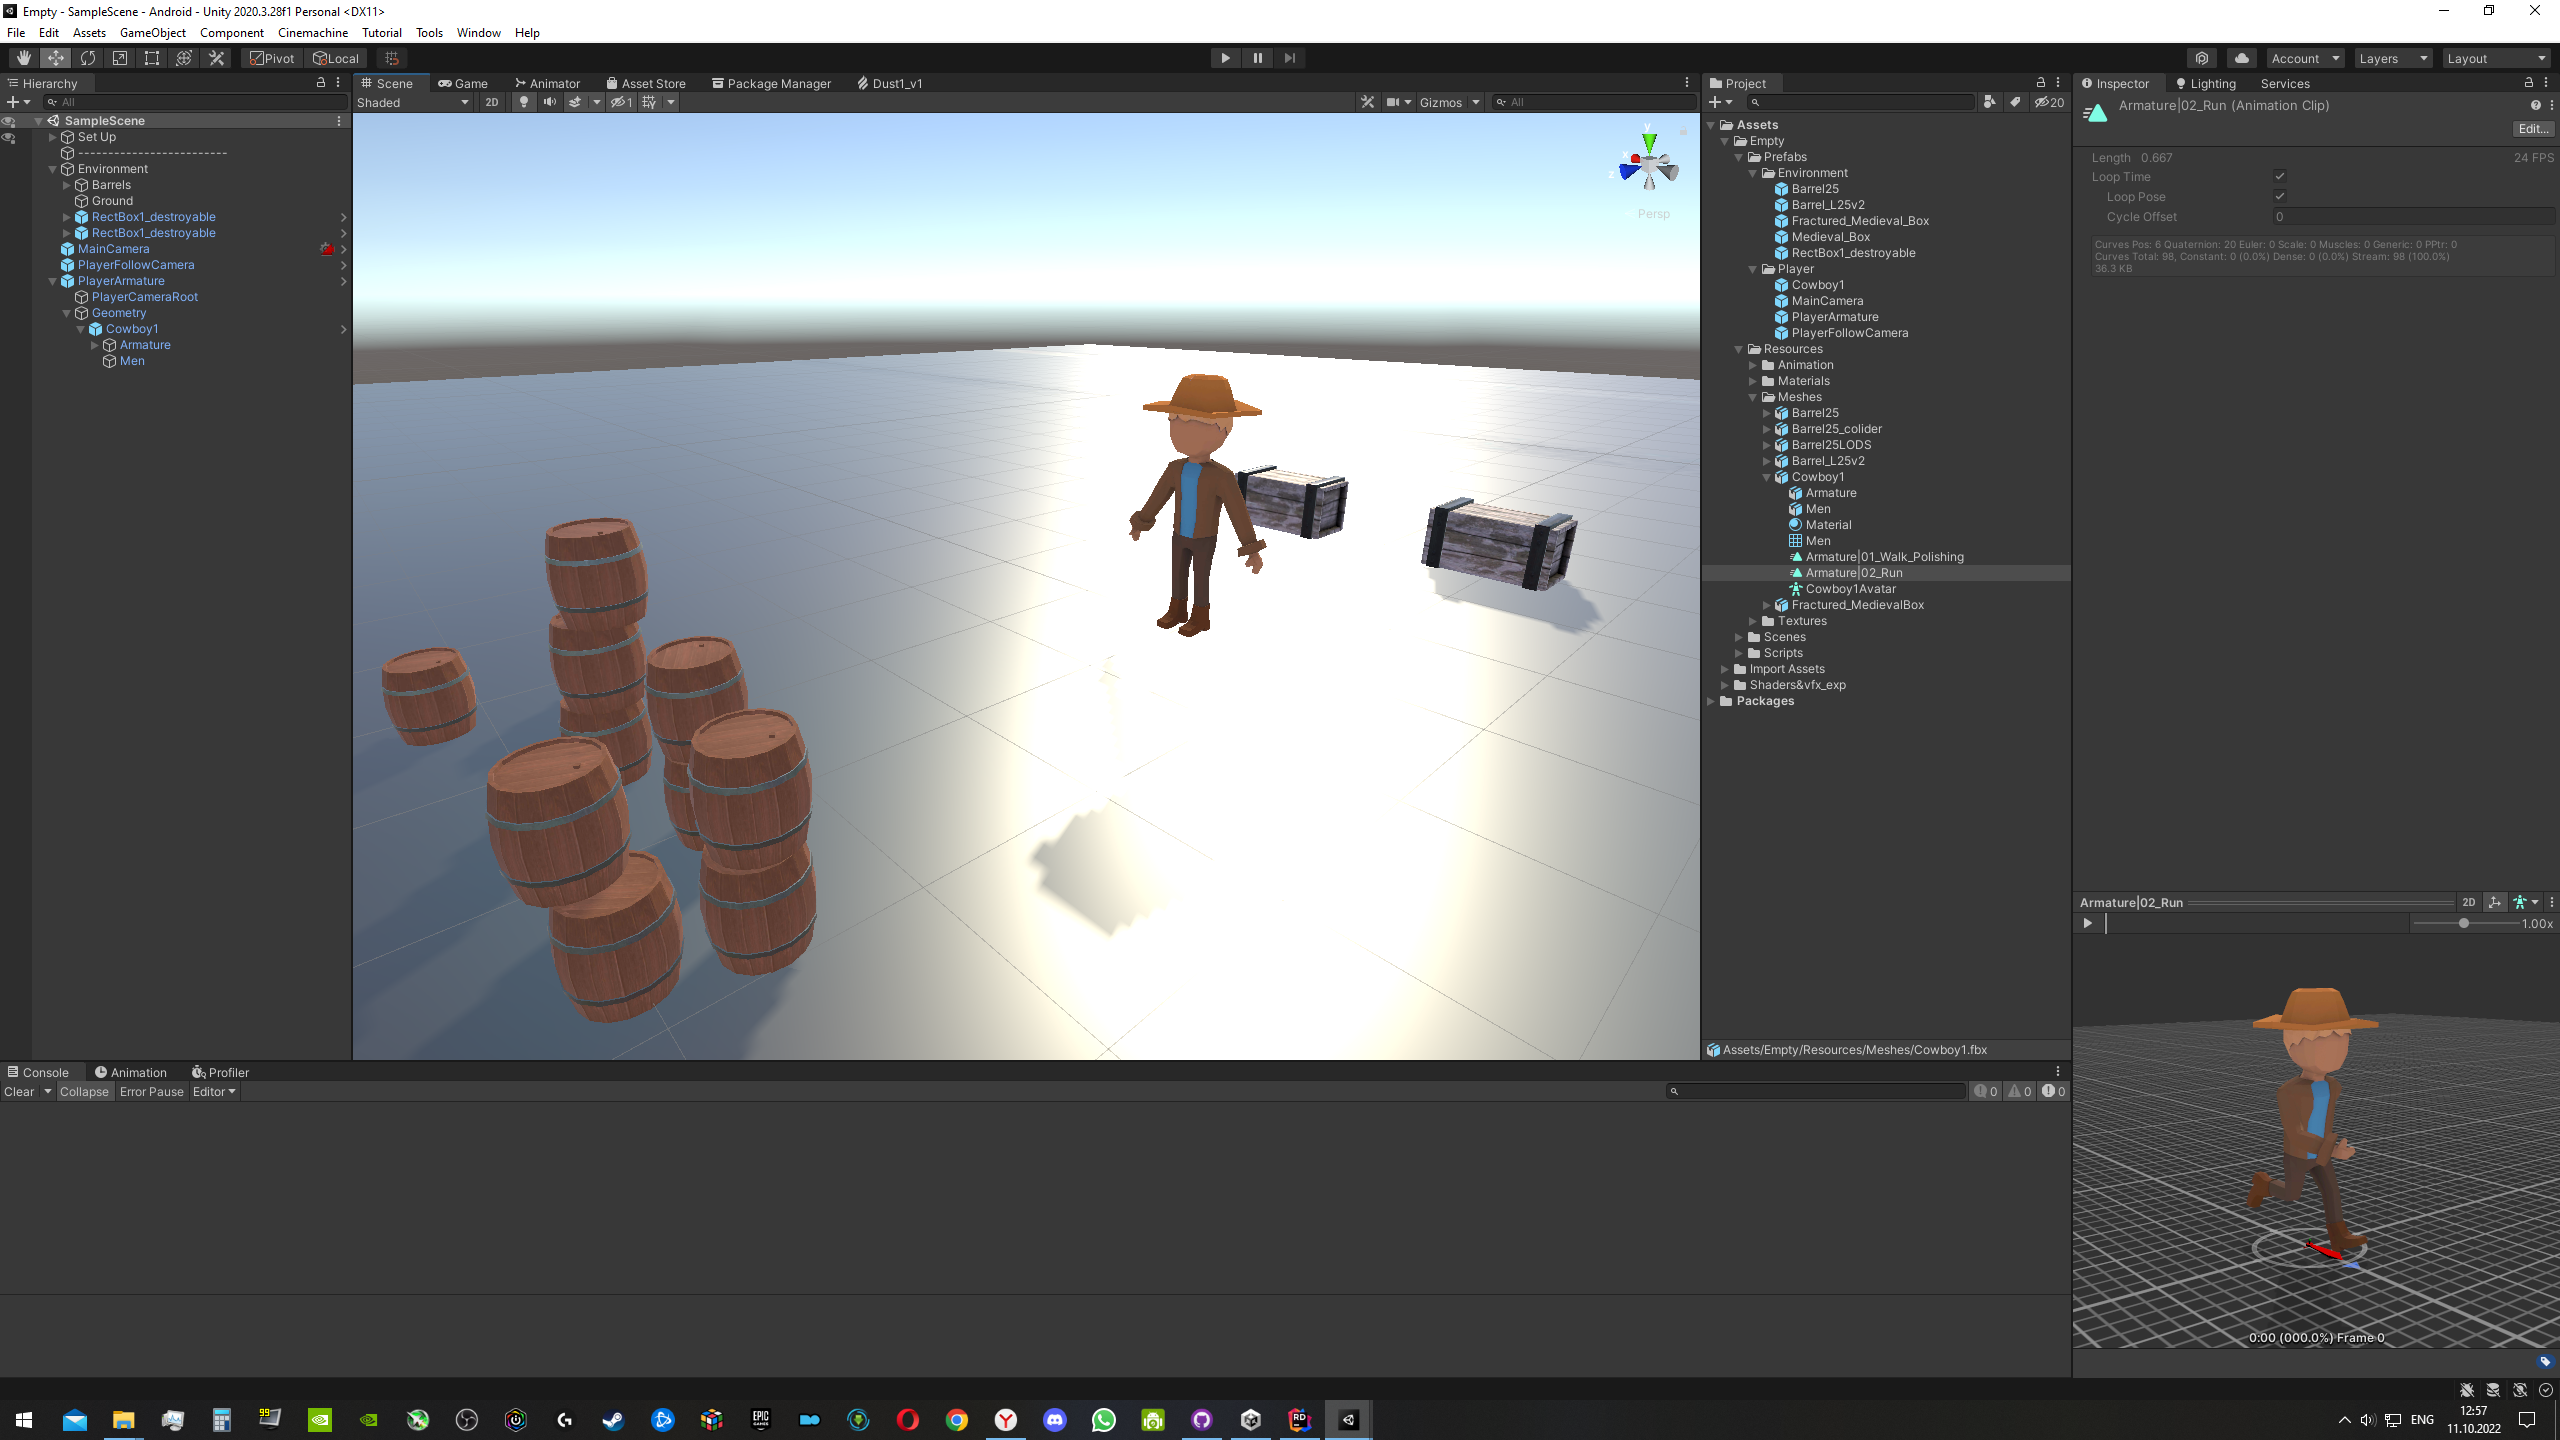 Empty - SampleScene - Android - Unity 2020.3.28f1 Personal <DX11>
File Edit Assets GameObject Component Cinemachine Tutorial Tools Window Help
Pivot Local Account Layers Layout
Hierarchy
All
SampleScene
Set Up
-------------------------
Environment
Barrels
Ground
RectBox1_destroyable
RectBox1_destroyable
MainCamera
PlayerFollowCamera
PlayerArmature
PlayerCameraRoot
Geometry
Cowboy1
Armature
Men
Scene Game Animator Asset Store Package Manager Dust1_v1
Shaded 2D 1 Gizmos All
y
x
z
Persp
Project
20
Assets
Empty
Prefabs
Environment
Barrel25
Barrel_L25v2
Fractured_Medieval_Box
Medieval_Box
RectBox1_destroyable
Player
Cowboy1
MainCamera
PlayerArmature
PlayerFollowCamera
Resources
Animation
Materials
Meshes
Barrel25
Barrel25_colider
Barrel25LODS
Barrel_L25v2
Cowboy1
Armature
Men
Material
Men
Armature|01_Walk_Polishing
Armature|02_Run
Cowboy1Avatar
Fractured_MedievalBox
Textures
Scenes
Scripts
Import Assets
Shaders&vfx_exp
Packages
Assets/Empty/Resources/Meshes/Cowboy1.fbx
Inspector Lighting Services
Armature|02_Run (Animation Clip)
Edit...
Length 0.667 24 FPS
Loop Time
Loop Pose
Cycle Offset 0
Curves Pos: 6 Quaternion: 20 Euler: 0 Scale: 0 Muscles: 0 Generic: 0 PPtr: 0
Curves Total: 98, Constant: 0 (0.0%) Dense: 0 (0.0%) Stream: 98 (100.0%)
36.3 KB
Armature|02_Run 2D
1.00x
0:00 (000.0%) Frame 0
Console Animation Profiler
Clear Collapse Error Pause Editor 0 0 0
99
EPIC GAMES
RD
ENG
12:57
11.10.2022